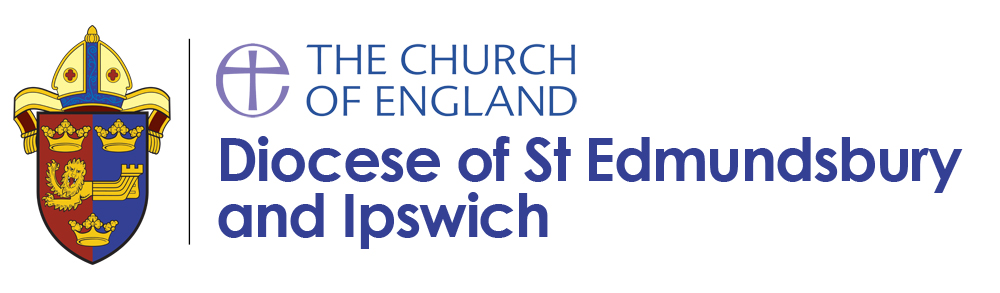 THE CHURCH
OF ENGLAND
Diocese of St Edmundsbury
and Ipswich